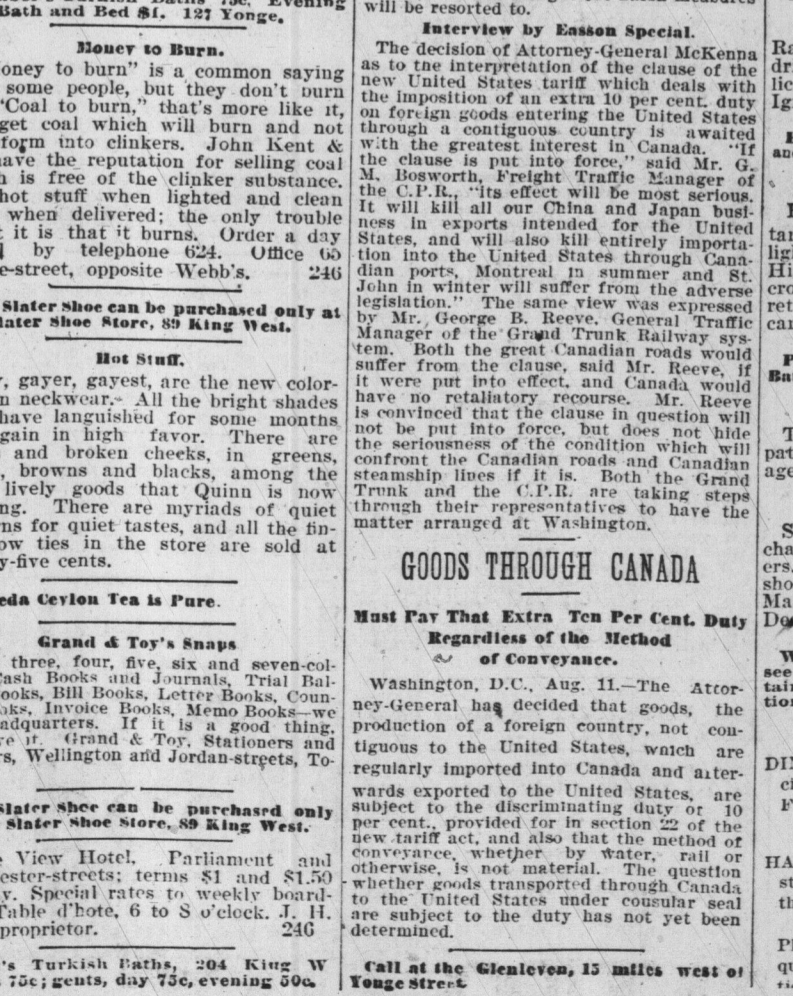 Bath and Bed $1. 127 Yonge.
Money to Burn.
oney to burn" is a common saying
some people, but they don't burn
"Coal to burn," that's more like it,
get coal which will burn and not
form into clinkers. John Kent &
have the reputation for selling coal
h is free of the clinker substance.
hot stuff when lighted and clean
when delivered; the only trouble
t it is that it burns. Order a day
by telephone 624. Office 65
e-street, opposite Webb's. 246
Slater Shoe can be purchased only at
later Shoe Store, 89 King West.
Hot Stuff.
, gayer, gayest, are the new color-
n neckwear. All the bright shades
have languished for some months
gain in high favor. There are
and broken checks, in greens,
, browns and blacks, among the
lively goods that Quinn is now
ng. There are myriads of quiet
ns for quiet tastes, and all the fin-
ow ties in the store are sold at
y-five cents.
eda Ceylon Tea is Pure.
Grand & Toy's Snaps
three, four, five, six and seven-col-
Cash Books and Journals, Trial Bal-
ooks, Bill Books, Letter Books, Coun-
oks, Invoice Books, Memo Books—we
eadquarters. If it is a good thing,
ve it. Grand & Toy, Stationers and
rs, Wellington and Jordan-streets, To-
Slater Shoe can be purchased only
Slater Shoe Store, 89 King West.
e View Hotel, Parliament and
ester-streets; terms $1 and $1.50
y. Special rates to weekly board-
Table d'hote, 6 to 8 o'clock. J. H.
proprietor. 246
's Turkish Baths, 204 King W
75c; gents, day 75c, evening 50c.
will be resorted to.
Interview by Easson Special.
The decision of Attorney-General McKenna
as to the interpretation of the clause of the
new United States tariff which deals with
the imposition of an extra 10 per cent. duty
on foreign goods entering the United States
through a contiguous country is awaited
with the greatest interest in Canada. "If
the clause is put into force," said Mr. G.
M. Bosworth, Freight Traffic Manager of
the C.P.R., "its effect will be most serious.
It will kill all our China and Japan busi-
ness in exports intended for the United
States, and will also kill entirely importa-
tion into the United States through Cana-
dian ports, Montreal in summer and St.
John in winter will suffer from the adverse
legislation." The same view was expressed
by Mr. George B. Reeve, General Traffic
Manager of the Grand Trunk Railway sys-
tem. Both the great Canadian roads would
suffer from the clause, said Mr. Reeve, if
it were put into effect, and Canada would
have no retaliatory recourse. Mr. Reeve
is convinced that the clause in question will
not be put into force, but does not hide
the seriousness of the condition which will
confront the Canadian roads and Canadian
steamship lines if it is. Both the Grand
Trunk and the C.P.R. are taking steps
through their representatives to have the
matter arranged at Washington.
GOODS THROUGH CANADA
Must Pay That Extra Ten Per Cent. Duty
Regardless of the Method
of Conveyance.
Washington, D.C., Aug. 11.—The Attor-
ney-General has decided that goods, the
production of a foreign country, not con-
tiguous to the United States, which are
regularly imported into Canada and after-
wards exported to the United States, are
subject to the discriminating duty of 10
per cent., provided for in section 22 of the
new tariff act, and also that the method of
conveyance, whether by water, rail or
otherwise, is not material. The question
whether goods transported through Canada
to the United States under consular seal
are subject to the duty has not yet been
determined.
Call at the Glenleven, 15 miles west of
Yonge Street